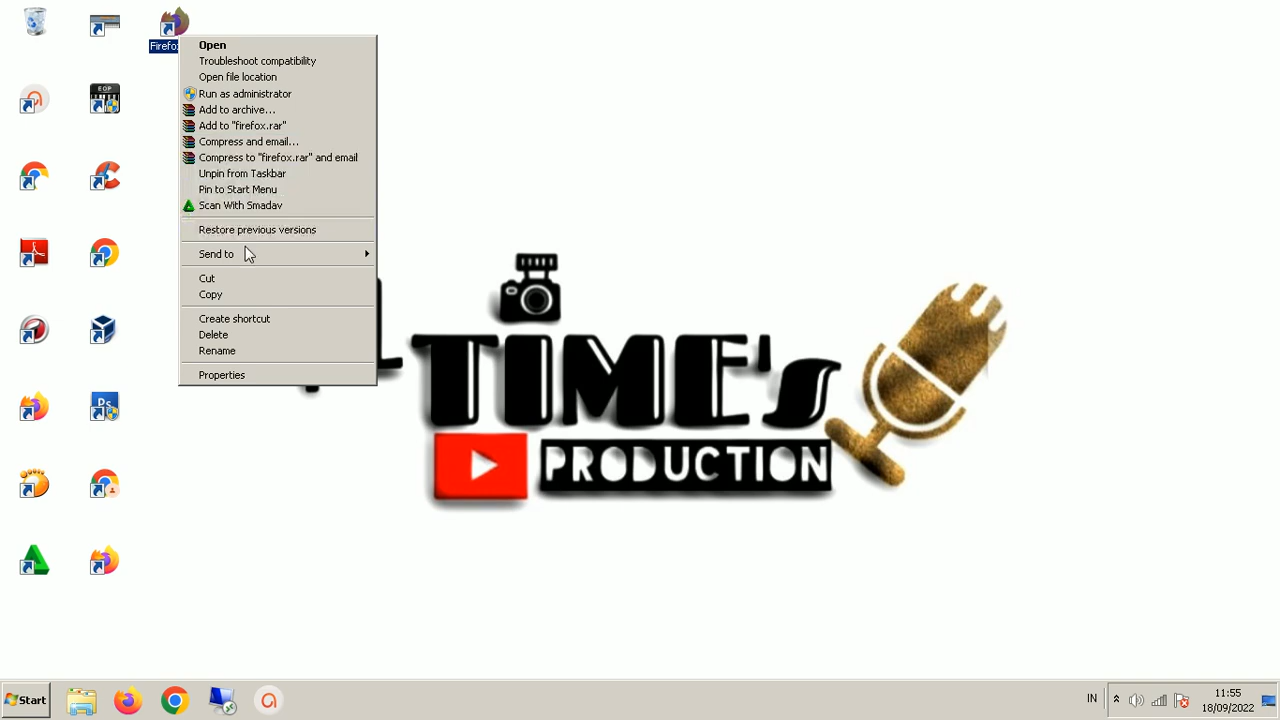 EOP
Firefox
Open
Troubleshoot compatibility
Open file location
Run as administrator
Add to archive...
Add to "firefox.rar"
Compress and email...
Compress to "firefox.rar" and email
Unpin from Taskbar
Pin to Start Menu
Scan With Smadav
Restore previous versions
Send to
Cut
Copy
Create shortcut
Delete
Rename
Properties
TIME's
PRODUCTION
Ps
Start
IN
11:55
18/09/2022